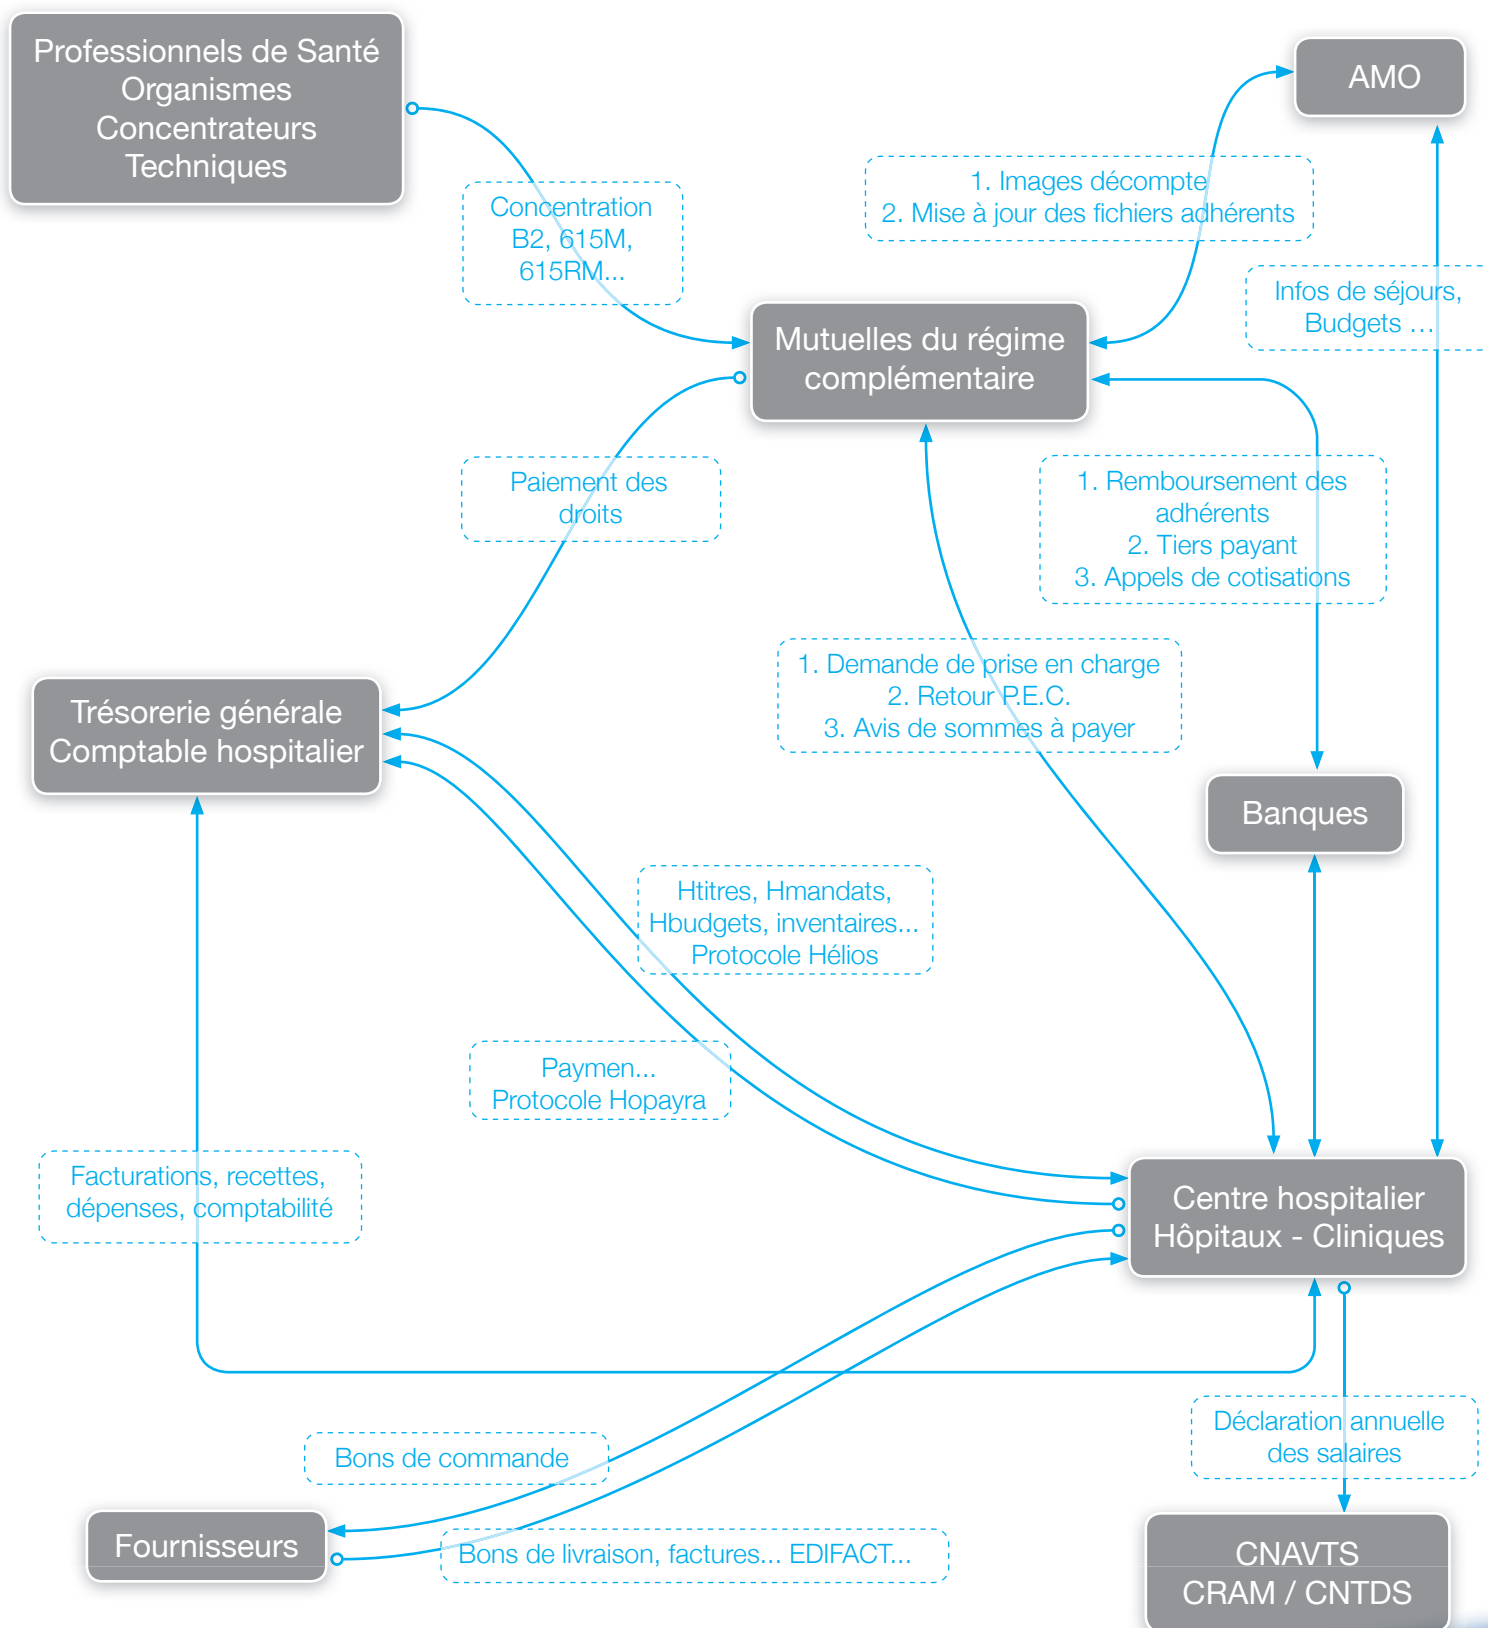 Professionnels de Santé
Organismes
Concentrateurs
Techniques
AMO
1. Images décompte
2. Mise à jour des fichiers adhérents
Concentration
B2, 615M,
615RM...
Infos de séjours,
Budgets ...
Mutuelles du régime
complémentaire
Paiement des
droits
1. Remboursement des
adhérents
2. Tiers payant
3. Appels de cotisations
1. Demande de prise en charge
2. Retour P.E.C.
3. Avis de sommes à payer
Trésorerie générale
Comptable hospitalier
Banques
Htitres, Hmandats,
Hbudgets, inventaires...
Protocole Hélios
Paymen...
Protocole Hopayra
Facturations, recettes,
dépenses, comptabilité
Centre hospitalier
Hôpitaux - Cliniques
Déclaration annuelle
des salaires
Bons de commande
Fournisseurs
Bons de livraison, factures... EDIFACT...
CNAVTS
CRAM / CNTDS